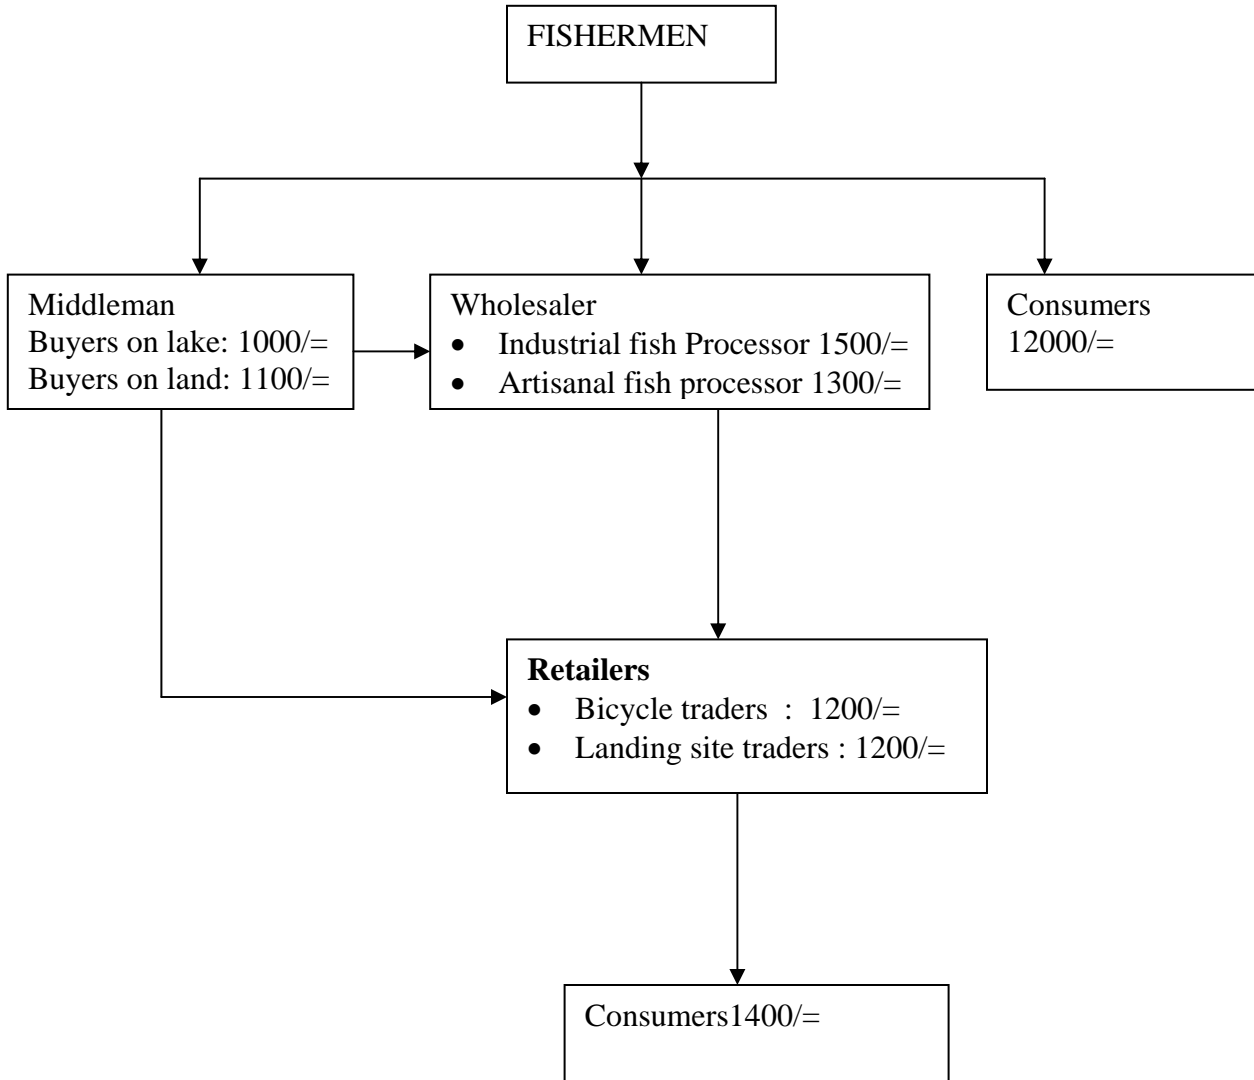 FISHERMEN
Middleman
Buyers on lake: 1000/=
Buyers on land: 1100/=
Wholesaler
• Industrial fish Processor 1500/=
• Artisanal fish processor 1300/=
Consumers
12000/=
Retailers
• Bicycle traders : 1200/=
• Landing site traders : 1200/=
Consumers1400/=